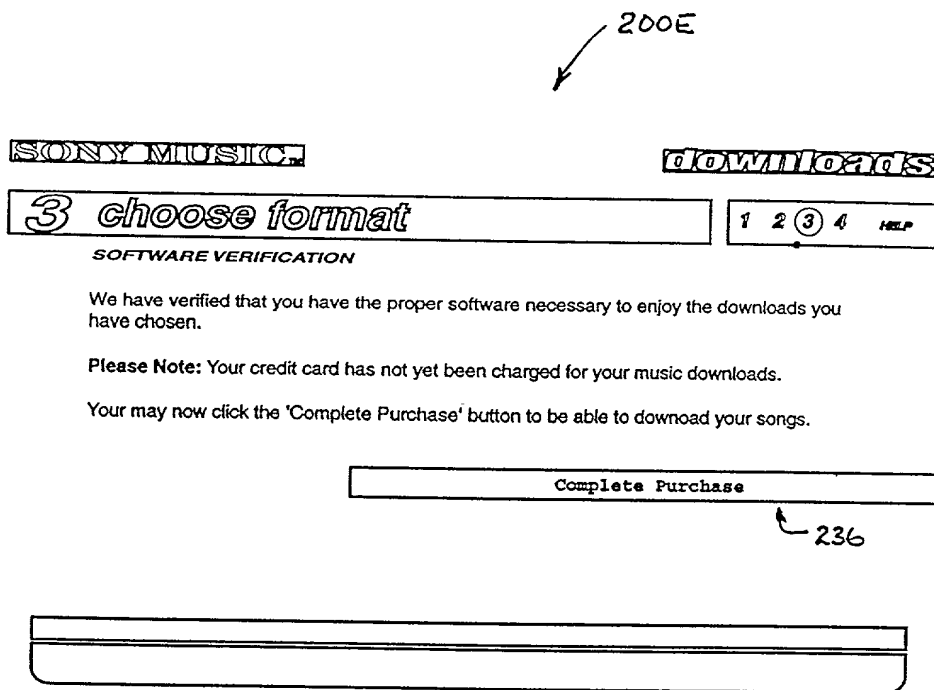 200E
SONY MUSIC™ downloads
3 choose format 1 2 3 4 HELP
SOFTWARE VERIFICATION
We have verified that you have the proper software necessary to enjoy the downloads you
have chosen.
Please Note: Your credit card has not yet been charged for your music downloads.
Your may now click the 'Complete Purchase' button to be able to downoad your songs.
Complete Purchase
236